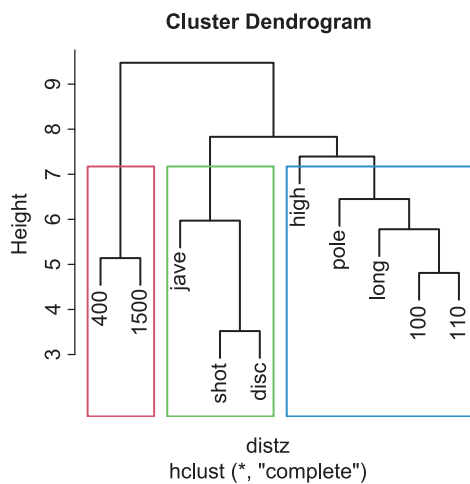 Cluster Dendrogram
Height
9
8
7
6
5
4
3
400
1500
jave
shot
disc
high
pole
long
100
110
distz
hclust (*, "complete")